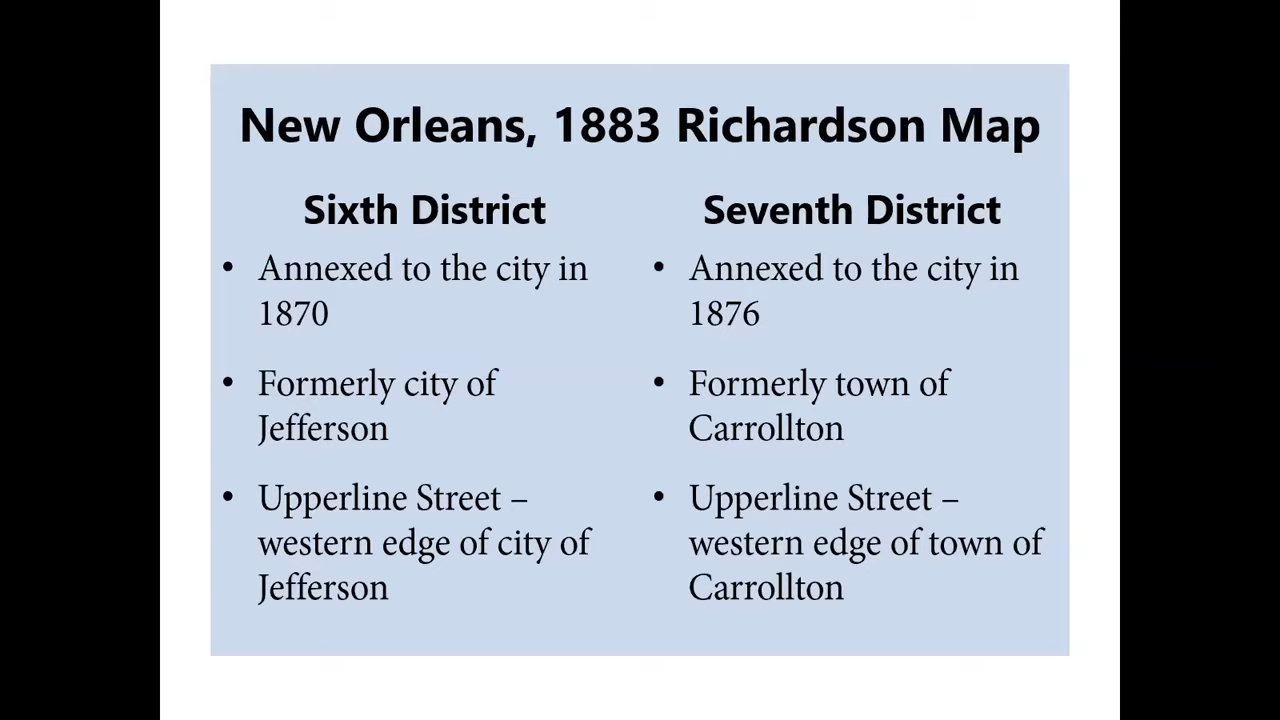 New Orleans, 1883 Richardson Map
Sixth District
• Annexed to the city in
1870
• Formerly city of
Jefferson
• Upperline Street –
western edge of city of
Jefferson
Seventh District
• Annexed to the city in
1876
• Formerly town of
Carrollton
• Upperline Street –
western edge of town of
Carrollton